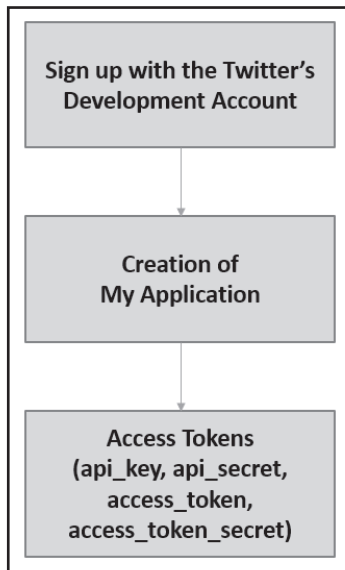 Sign up with the Twitter's
Development Account
Creation of
My Application
Access Tokens
(api_key, api_secret,
access_token,
access_token_secret)